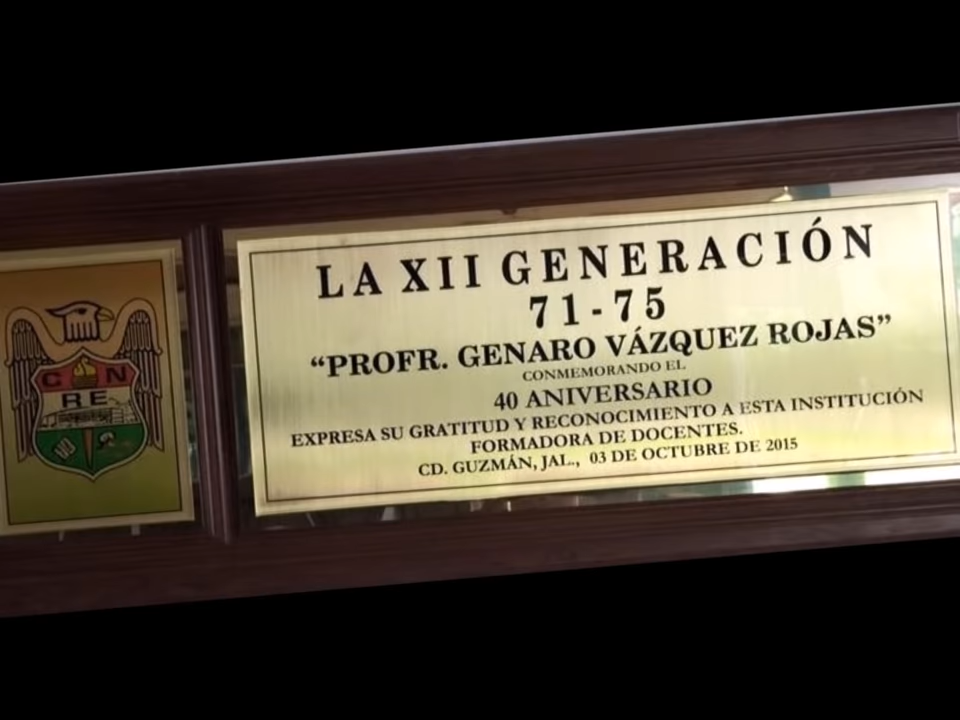 C N
RE
LA XII GENERACIÓN
71-75
“PROFR. GENARO VÁZQUEZ ROJAS”
CONMEMORANDO EL
40 ANIVERSARIO
EXPRESA SU GRATITUD Y RECONOCIMIENTO A ESTA INSTITUCIÓN
FORMADORA DE DOCENTES.
CD. GUZMÁN, JAL., 03 DE OCTUBRE DE 2015